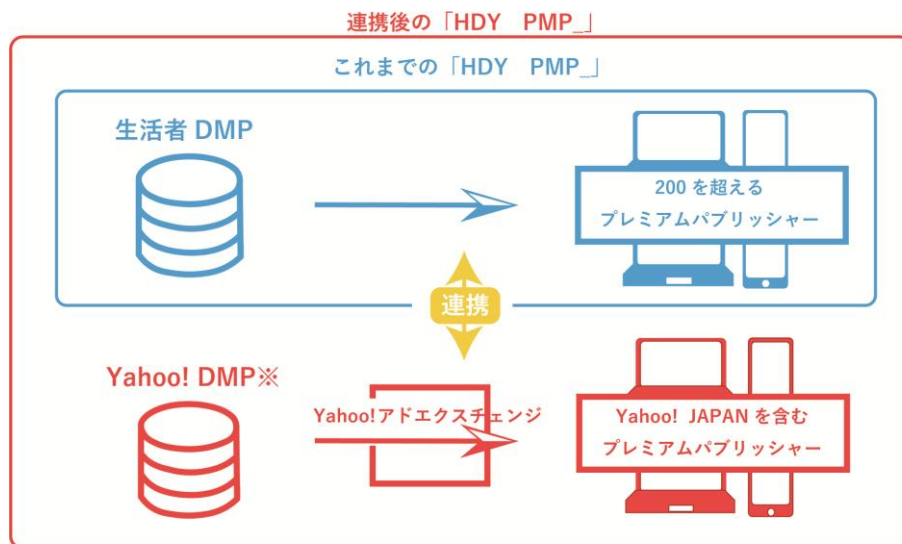 連携後の「HDY　PMP_」
これまでの「HDY　PMP_」
生活者 DMP
200 を超える
プレミアムパブリッシャー
連携
Yahoo! DMP※
Yahoo!アドエクスチェンジ
Yahoo! JAPAN を含む
プレミアムパブリッシャー